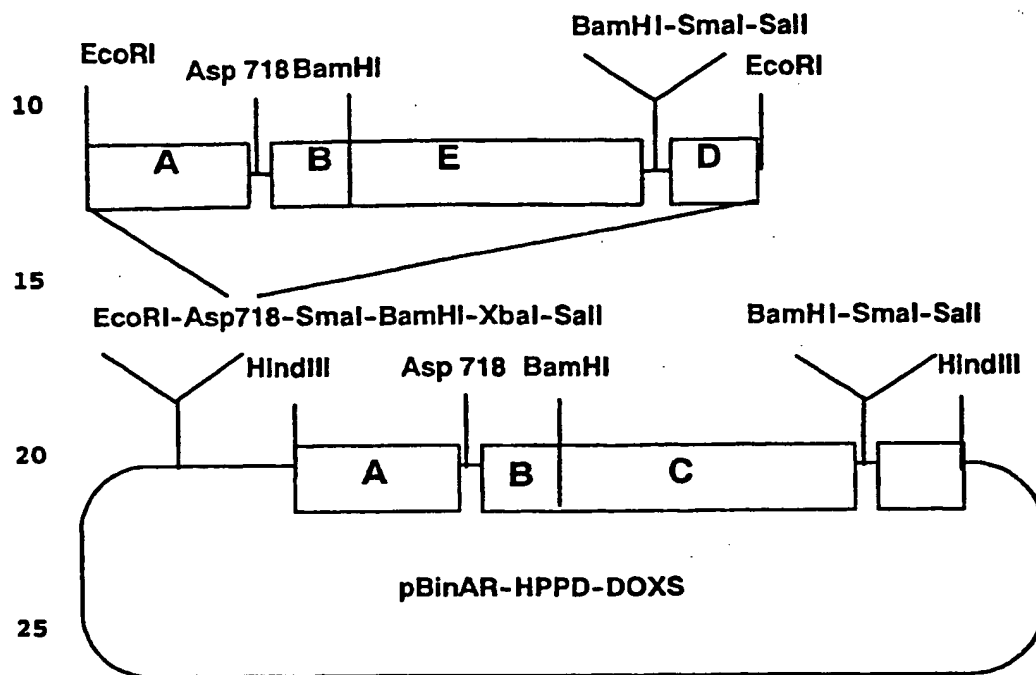 BamHI-SmaI-SalI
EcoRI
Asp 718 BamHI
EcoRI
10
A
B
E
D
15
EcoRI-Asp718-SmaI-BamHI-XbaI-SalI
BamHI-SmaI-SalI
HindIII
Asp 718 BamHI
HindIII
20
A
B
C
pBinAR-HPPD-DOXS
25